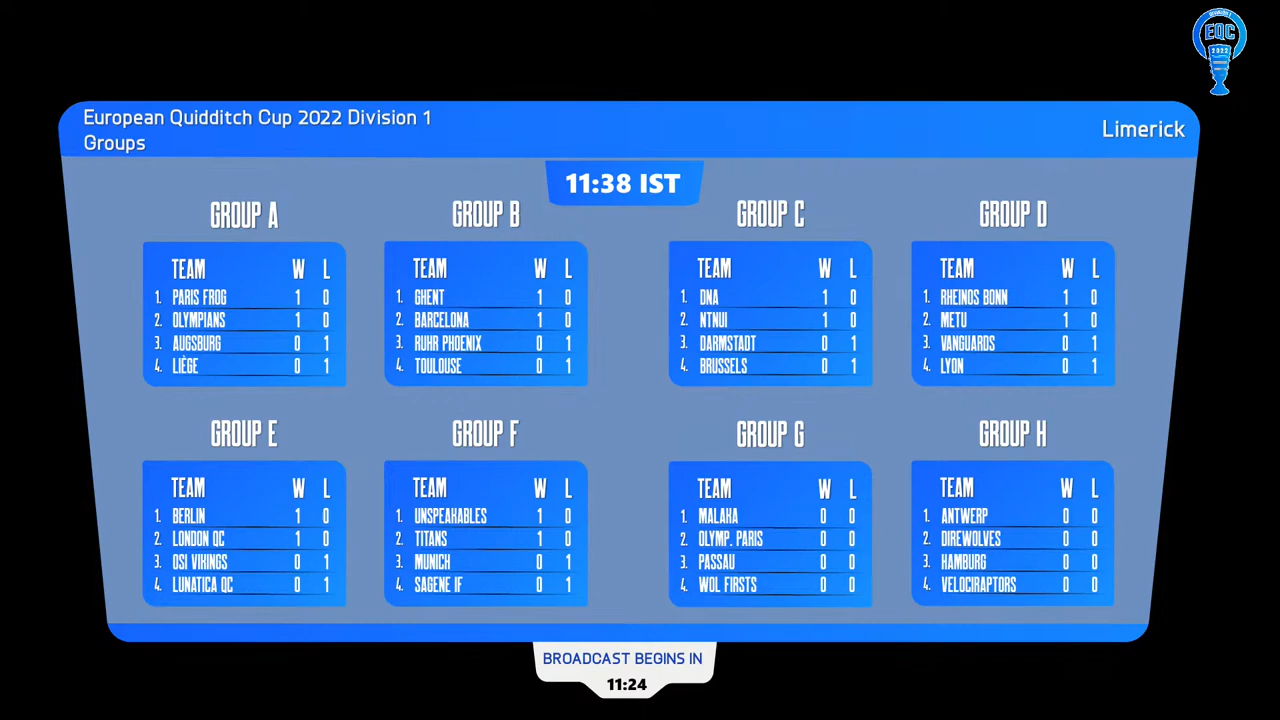 DIVISION 1
EQC
2022
European Quidditch Cup 2022 Division 1
Groups
Limerick
11:38 IST
GROUP A
TEAM W L
1. PARIS FROG 1 0
2. OLYMPIANS 1 0
3. AUGSBURG 0 1
4. LIÈGE 0 1
GROUP B
TEAM W L
1. GHENT 1 0
2. BARCELONA 1 0
3. RUHR PHOENIX 0 1
4. TOULOUSE 0 1
GROUP C
TEAM W L
1. DNA 1 0
2. NTNUI 1 0
3. DARMSTADT 0 1
4. BRUSSELS 0 1
GROUP D
TEAM W L
1. RHEINOS BONN 1 0
2. METU 1 0
3. VANGUARDS 0 1
4. LYON 0 1
GROUP E
TEAM W L
1. BERLIN 1 0
2. LONDON QC 1 0
3. OSI VIKINGS 0 1
4. LUNATICA QC 0 1
GROUP F
TEAM W L
1. UNSPEAKABLES 1 0
2. TITANS 1 0
3. MUNICH 0 1
4. SAGENE IF 0 1
GROUP G
TEAM W L
1. MALAKA 0 0
2. OLYMP. PARIS 0 0
3. PASSAU 0 0
4. WOL FIRSTS 0 0
GROUP H
TEAM W L
1. ANTWERP 0 0
2. DIREWOLVES 0 0
3. HAMBURG 0 0
4. VELOCIRAPTORS 0 0
BROADCAST BEGINS IN
11:24